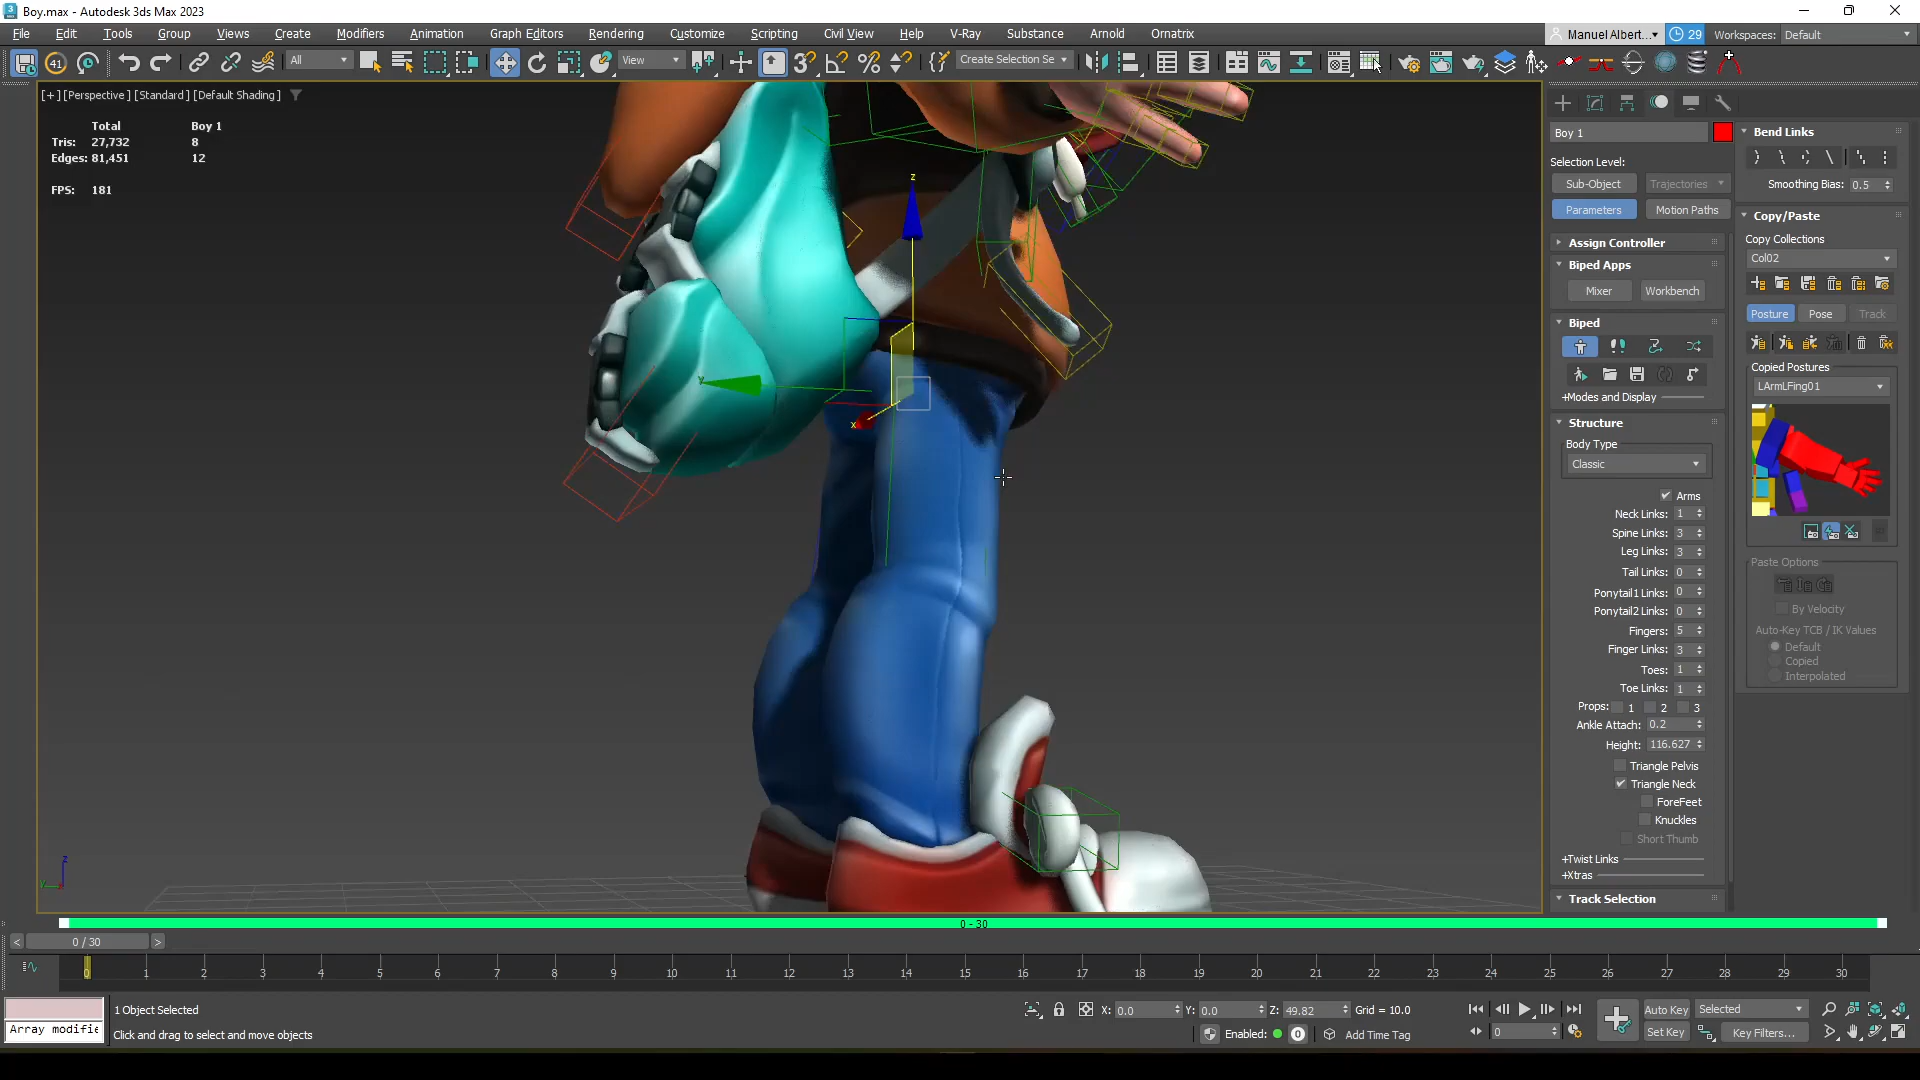 Boy.max - Autodesk 3ds Max 2023
File Edit Tools Group Views Create Modifiers Animation Graph Editors Rendering Customize Scripting Civil View V-Ray Help Substance Arnold Ornatrix
Manuel Albert... 29 Workspaces: Default
All View Create Selection Se
[+] [Perspective] [Standard] [Default Shading]
Total Boy 1
Tris: 27,732 8
Edges: 81,451 12
FPS: 181
z
y
x
z
y
Boy 1
Selection Level:
Sub-Object Trajectories
Parameters Motion Paths
Assign Controller
Biped Apps
Mixer Workbench
Biped
+Modes and Display
Structure
Body Type
Classic
Arms
Neck Links: 1
Spine Links: 3
Leg Links: 3
Tail Links: 0
Ponytail1 Links: 0
Ponytail2 Links: 0
Fingers: 5
Finger Links: 3
Toes: 1
Toe Links: 1
Props: 1 2 3
Ankle Attach: 0.2
Height: 116.627
Triangle Pelvis
Triangle Neck
ForeFeet
Knuckles
Short Thumb
+Twist Links
+Xtras
Track Selection
Bend Links
Smoothing Bias: 0.5
Copy/Paste
Copy Collections
Col02
Posture Pose Track
Copied Postures
LArmLFing01
Paste Options
By Velocity
Auto-Key TCB / IK Values
Default
Copied
Interpolated
0 - 30
< 0 / 30 >
0 1 2 3 4 5 6 7 8 9 10 11 12 13 14 15 16 17 18 19 20 21 22 23 24 25 26 27 28 29 30
1 Object Selected
X: 0.0 Y: 0.0 Z: 49.82 Grid = 10.0
Auto Key Selected
Array modifie
Click and drag to select and move objects
Enabled: 0 Add Time Tag
0
Set Key Key Filters...